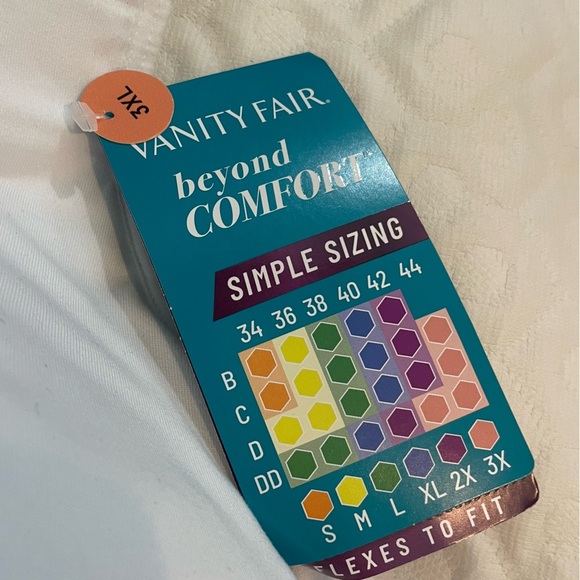 3XL
VANITY FAIR®
beyond
COMFORT™
SIMPLE SIZING
34 36 38 40 42 44
B
C
D
DD
S M L XL 2X 3X
FLEXES TO FIT